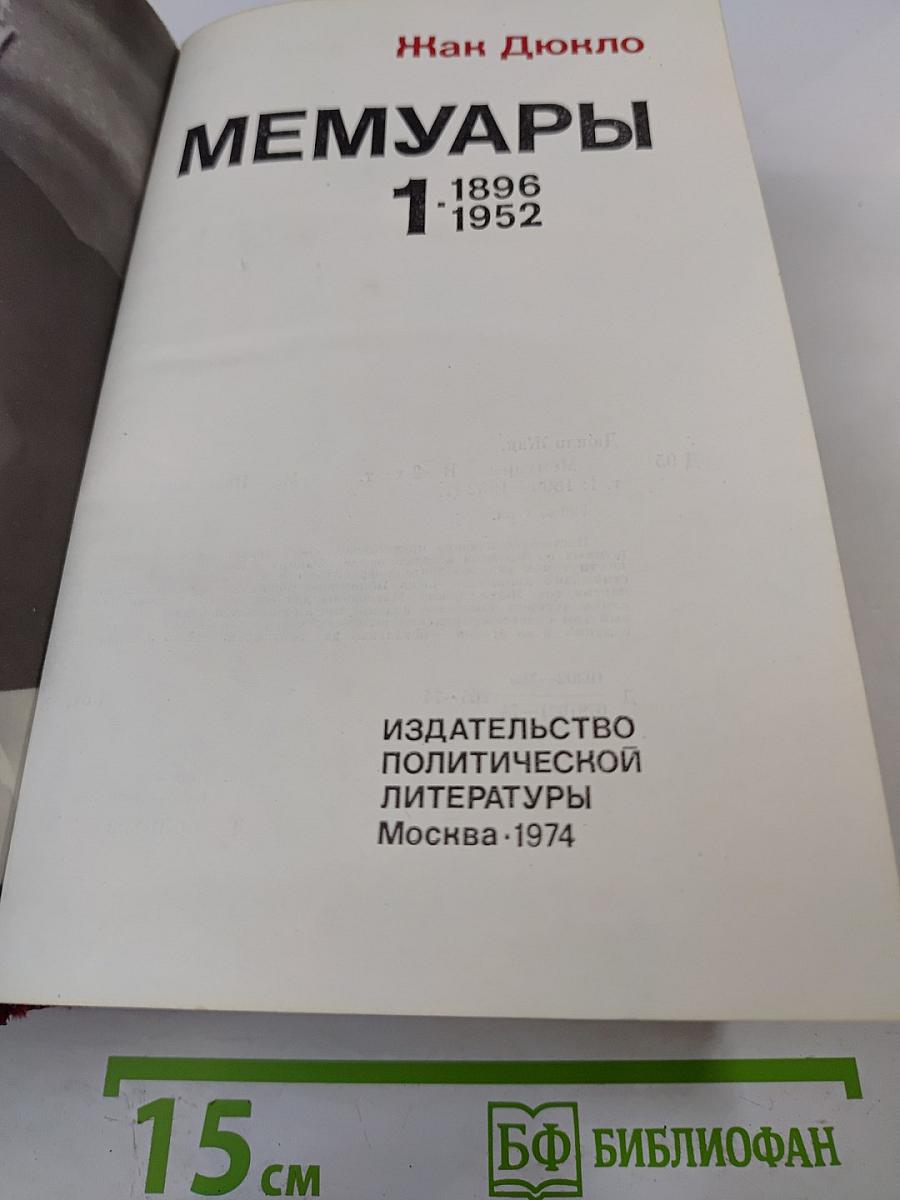 Жак Дюкло
МЕМУАРЫ
1 - 1896
1952
ИЗДАТЕЛЬСТВО
ПОЛИТИЧЕСКОЙ
ЛИТЕРАТУРЫ
Москва · 1974
15 см
БФ БИБЛИОФАН